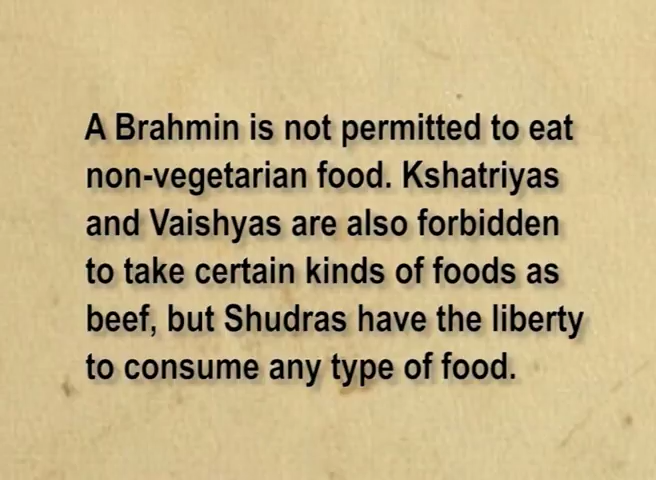 A Brahmin is not permitted to eat
non-vegetarian food. Kshatriyas
and Vaishyas are also forbidden
to take certain kinds of foods as
beef, but Shudras have the liberty
to consume any type of food.